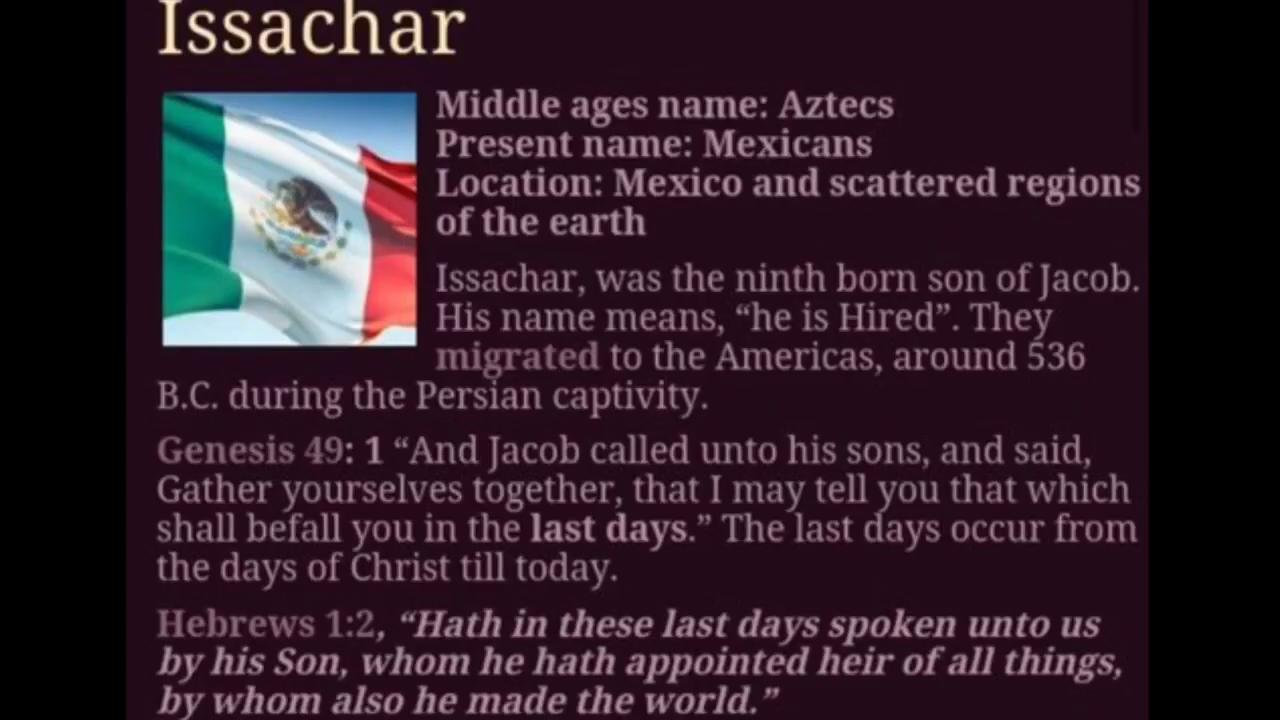 Issachar
Middle ages name: Aztecs
Present name: Mexicans
Location: Mexico and scattered regions
of the earth
Issachar, was the ninth born son of Jacob.
His name means, “he is Hired”. They
migrated to the Americas, around 536
B.C. during the Persian captivity.
Genesis 49: 1 “And Jacob called unto his sons, and said,
Gather yourselves together, that I may tell you that which
shall befall you in the last days.” The last days occur from
the days of Christ till today.
Hebrews 1:2, “Hath in these last days spoken unto us
by his Son, whom he hath appointed heir of all things,
by whom also he made the world.”